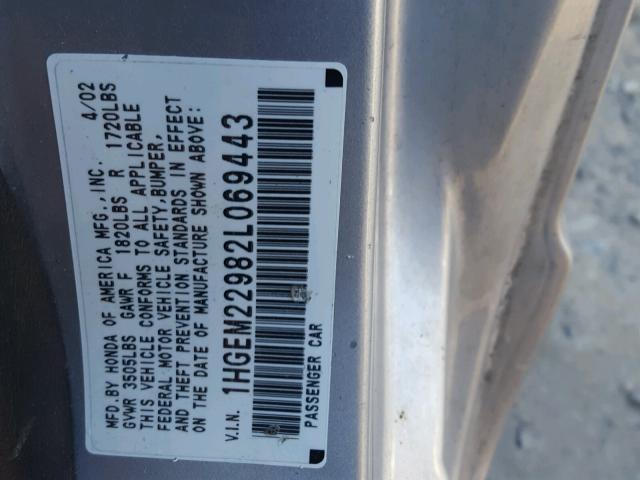 MFD.BY HONDA OF AMERICA MFG.,INC. 4/02
GVWR 3505LBS GAWR F 1820LBS R 1720LBS
THIS VEHICLE CONFORMS TO ALL APPLICABLE
FEDERAL MOTOR VEHICLE SAFETY,BUMPER,
AND THEFT PREVENTION STANDARDS IN EFFECT
ON THE DATE OF MANUFACTURE SHOWN ABOVE:
V.I.N. 1HGEM22982L069443
PASSENGER CAR